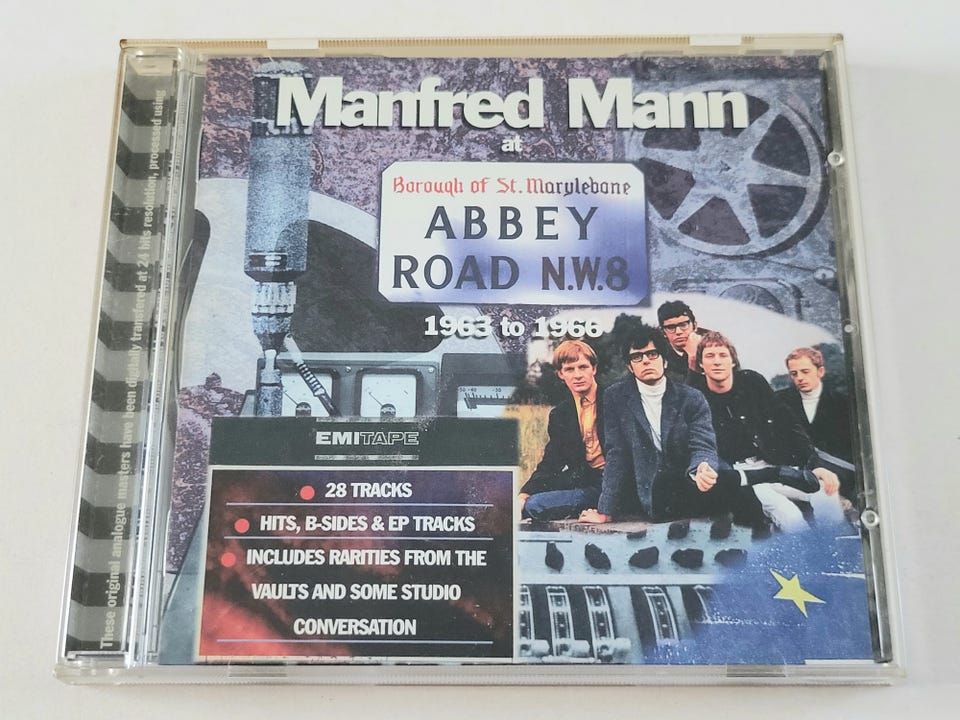 Manfred Mann
at
Borough of St. Marylebone
ABBEY
ROAD N.W.8
1963 to 1966
EMITAPE
28 TRACKS
HITS, B-SIDES & EP TRACKS
INCLUDES RARITIES FROM THE
VAULTS AND SOME STUDIO
CONVERSATION
These original analogue masters have been digitally transfered at 24 bits resolution, processed using